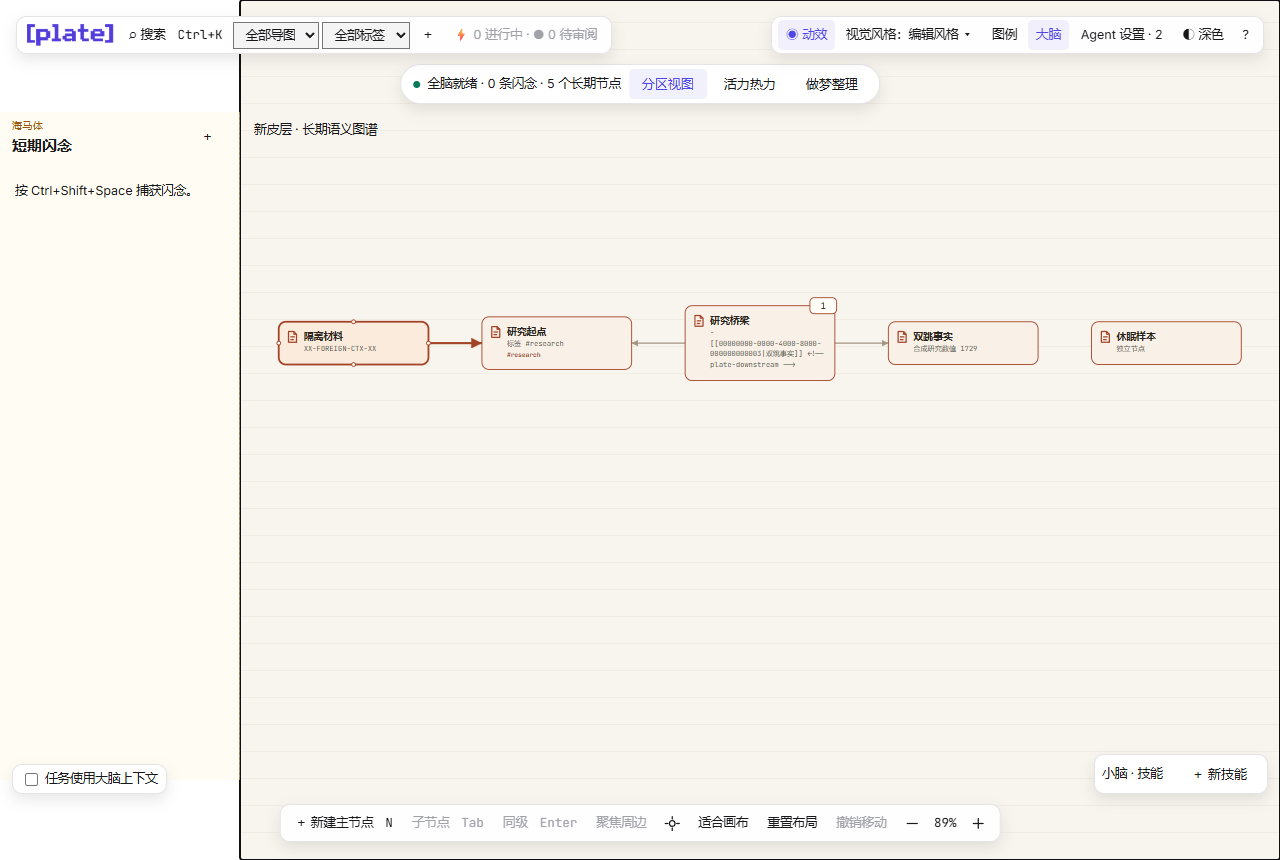 [plate] 搜索 Ctrl+K 全部导图 全部标签 + 0 进行中 · 0 待审阅
动效 视觉风格：编辑风格 图例 大脑 Agent 设置 · 2 深色 ?
全脑就绪 · 0 条闪念 · 5 个长期节点 分区视图 活力热力 做梦整理
海马体
短期闪念
+
按 Ctrl+Shift+Space 捕获闪念。
新皮层 · 长期语义图谱
隔离材料
XX-FOREIGN-CTX-XX
研究起点
标签 #research
#research
1
研究桥梁
-
[[00000000-0000-4000-8000-
000000000003|双跳事实]] <!--
plate-downstream -->
双跳事实
合成研究数值 1729
休眠样本
独立节点
任务使用大脑上下文
小脑 · 技能 + 新技能
+ 新建主节点 N 子节点 Tab 同级 Enter 聚焦周边 适合画布 重置布局 撤销移动 — 89% +